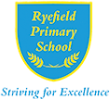 Ryefield
Primary
School
Striving for Excellence